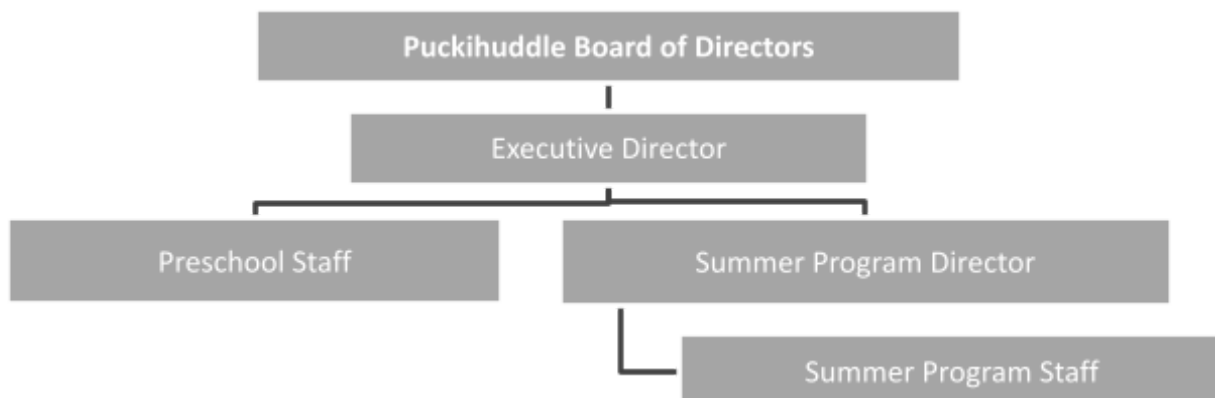 Puckihuddle Board of Directors
Executive Director
Preschool Staff
Summer Program Director
Summer Program Staff